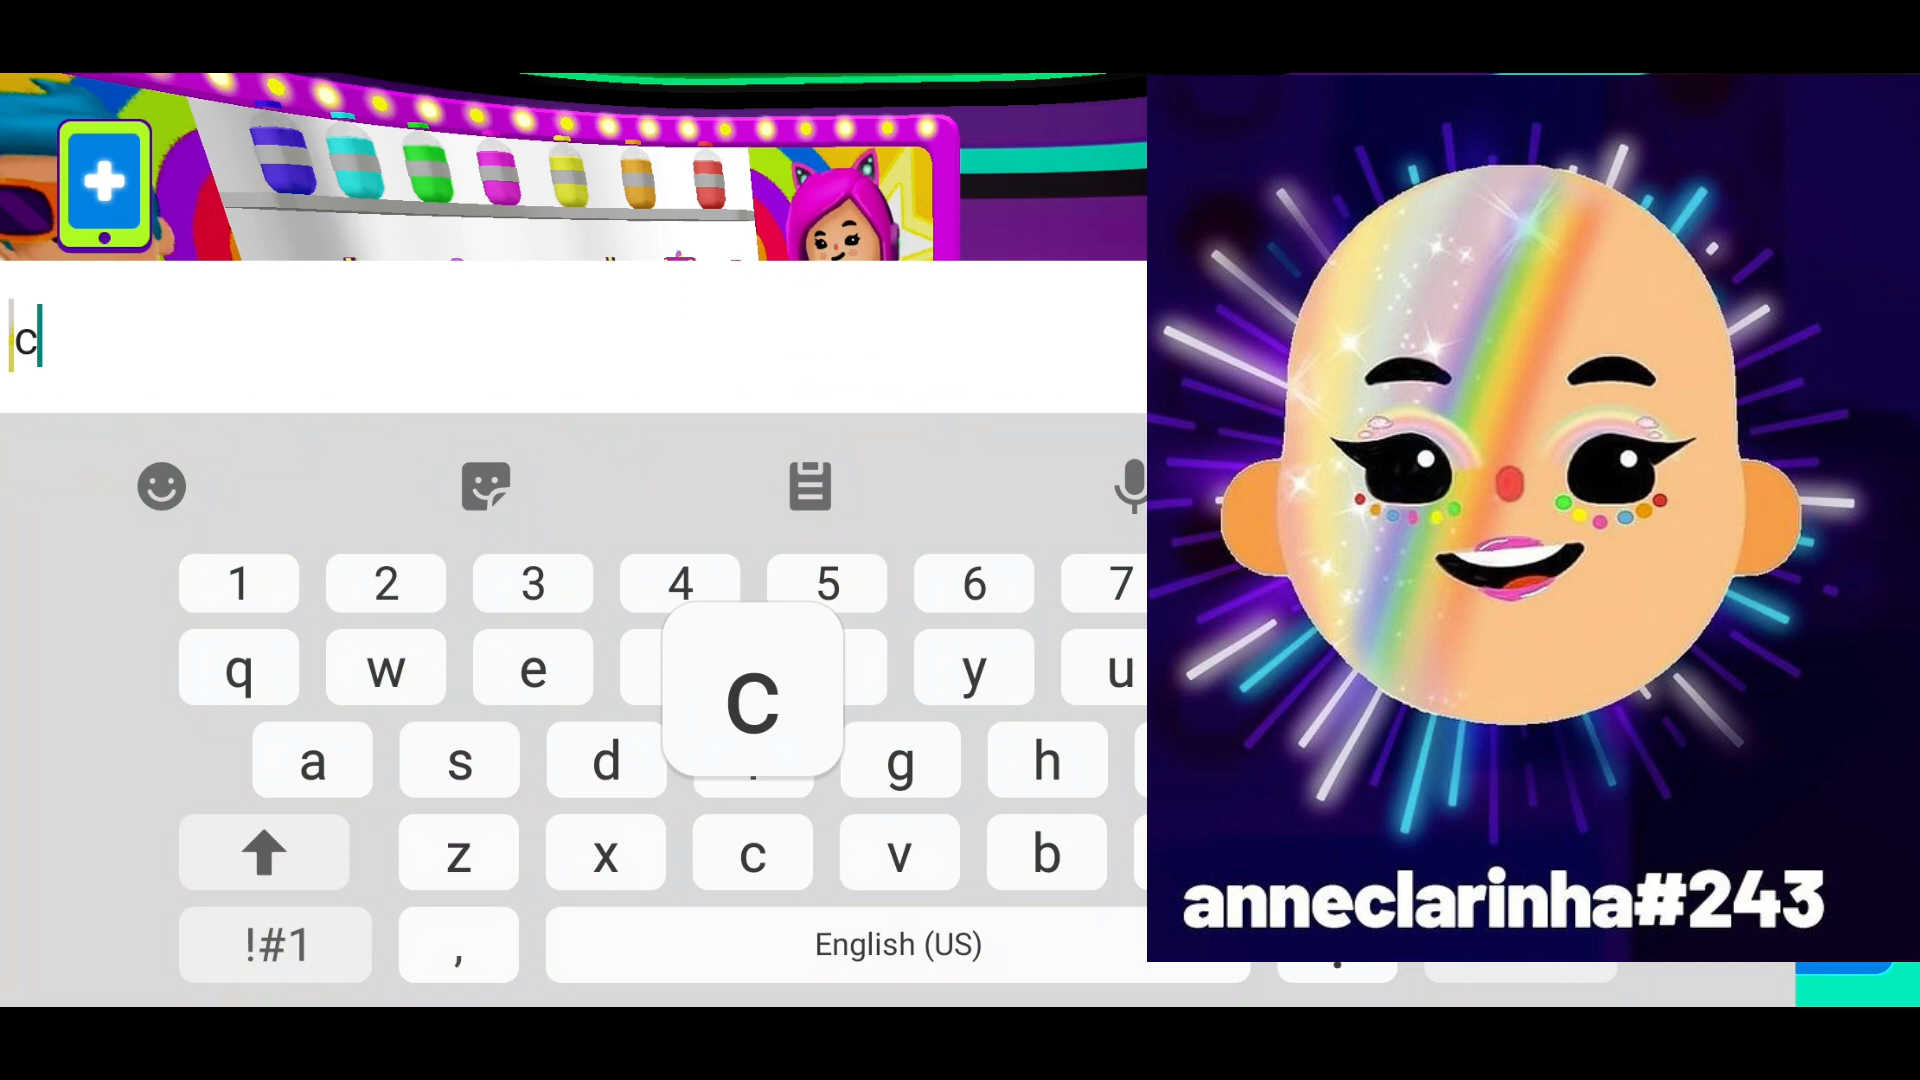 c
1 2 3 4 5 6 7
q w e y u
c
a s d g h
z x c v b
!#1 , English (US)
anneclarinha#243